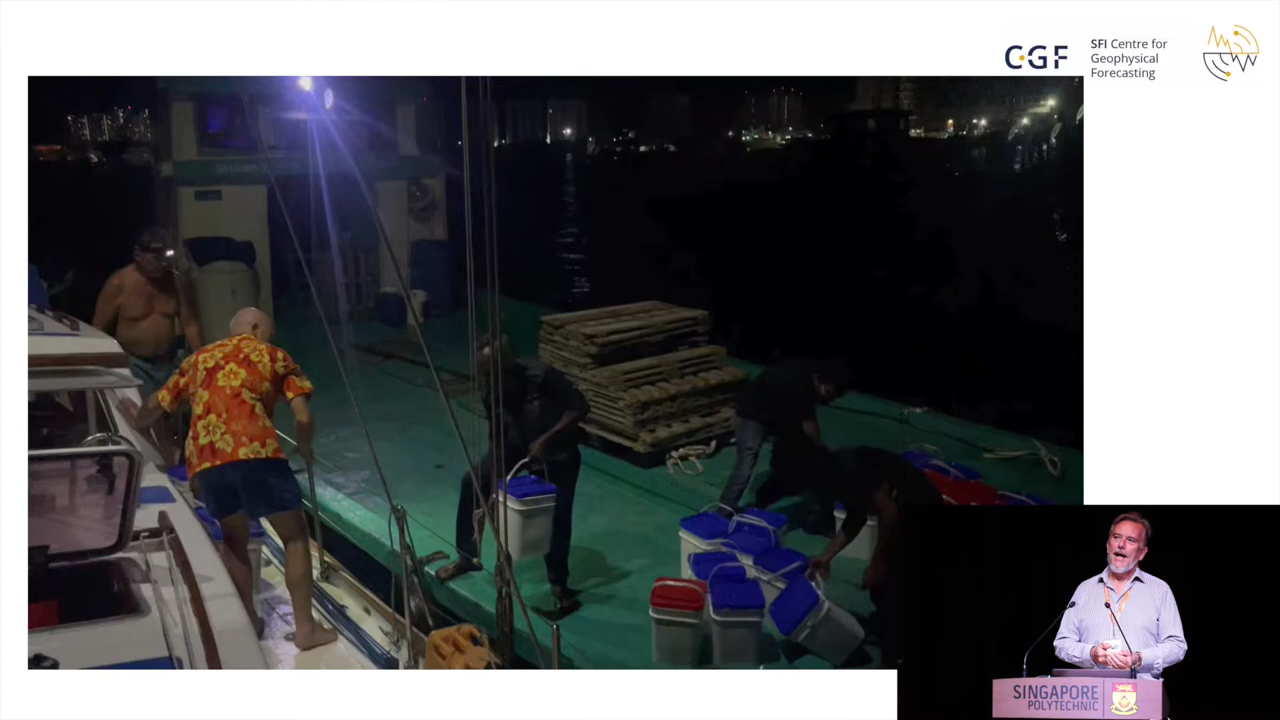 CGF
SFI Centre for
Geophysical
Forecasting
SINGAPORE
POLYTECHNIC